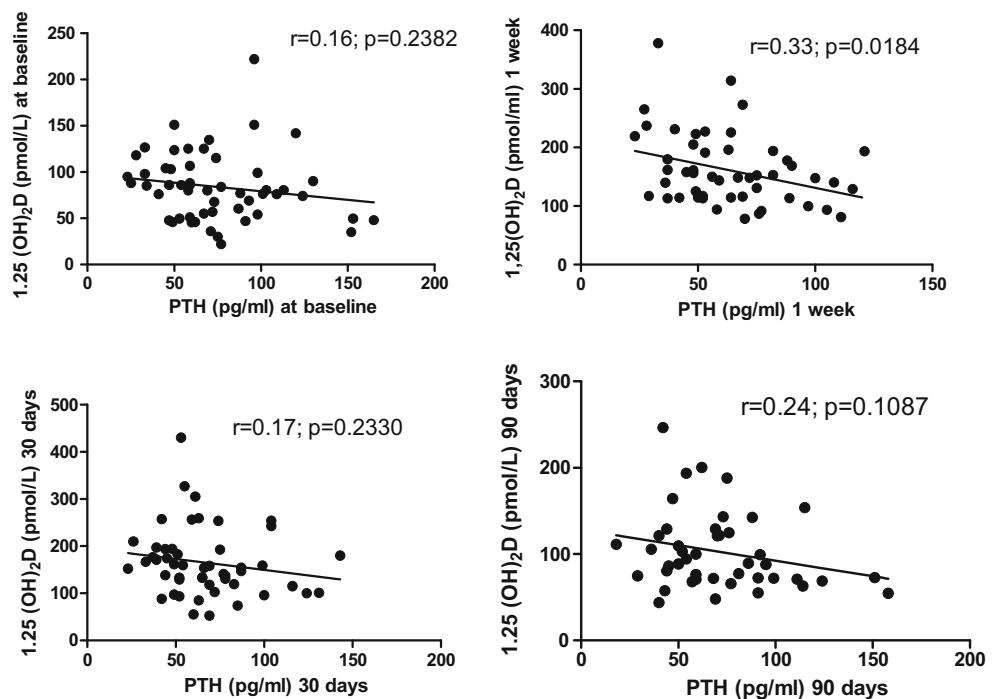 r=0.16; p=0.2382
1.25 (OH)₂D (pmol/L) at baseline
250
200
150
100
50
0
0 50 100 150 200
PTH (pg/ml) at baseline
r=0.33; p=0.0184
1,25(OH)₂D (pmol/ml) 1 week
400
300
200
100
0
0 50 100 150
PTH (pg/ml) 1 week
r=0.17; p=0.2330
1.25 (OH)₂D (pmol/L) 30 days
500
400
300
200
100
0
0 50 100 150 200
PTH (pg/ml) 30 days
r=0.24; p=0.1087
1.25 (OH)₂D (pmol/L) 90 days
300
200
100
0
0 50 100 150 200
PTH (pg/ml) 90 days